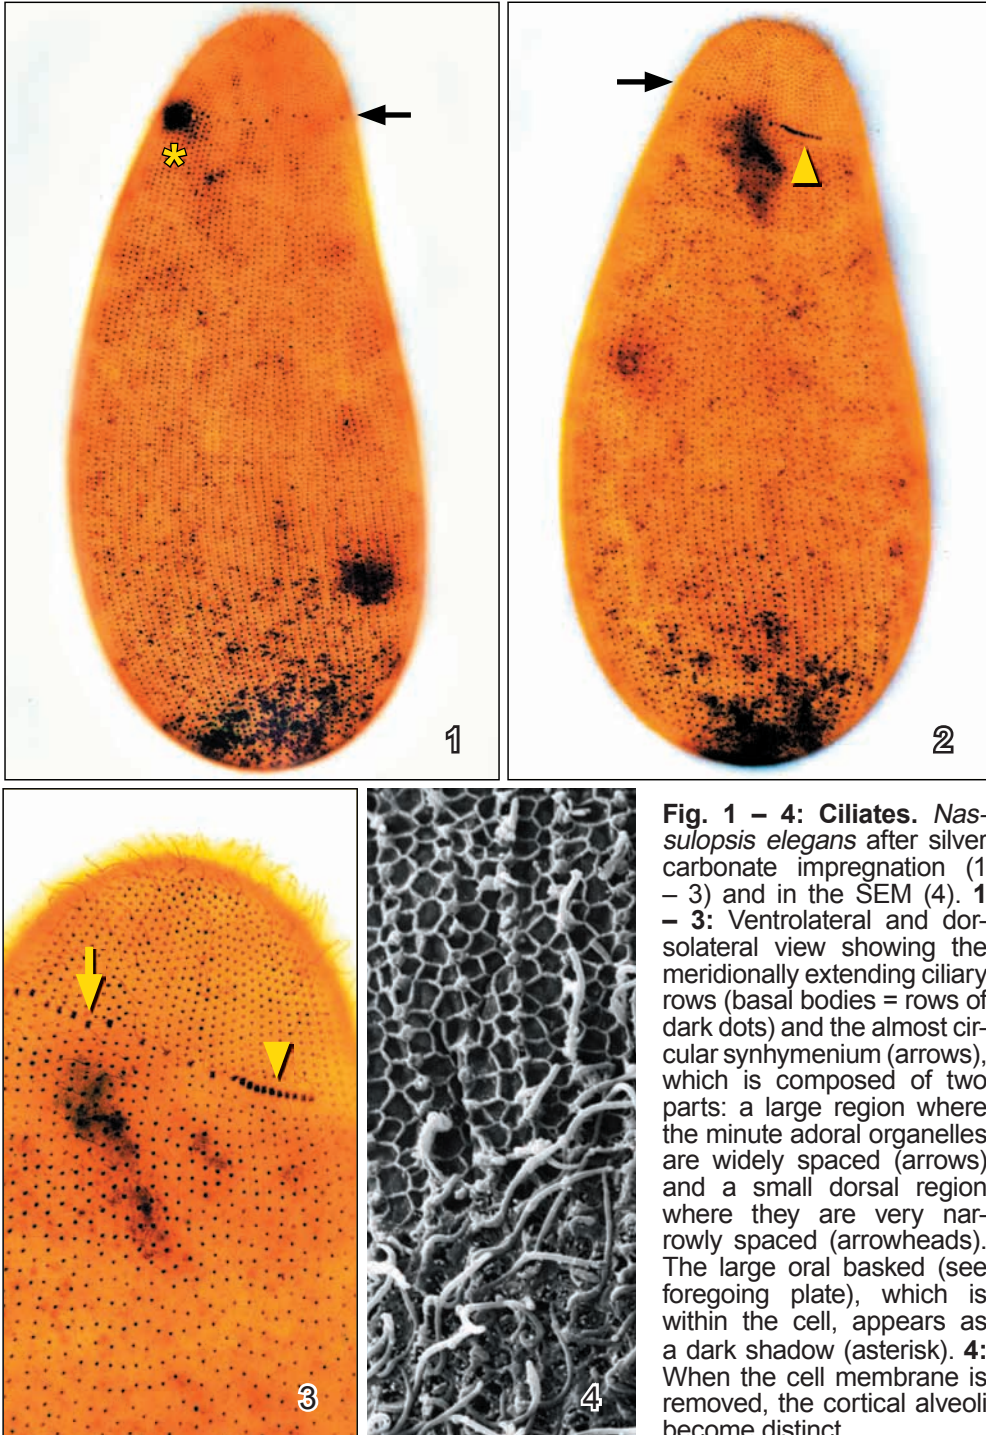 1
2
3
4
Fig. 1 – 4: Ciliates. Nas-
sulopsis elegans after silver
carbonate impregnation (1
– 3) and in the SEM (4). 1
– 3: Ventrolateral and dor-
solateral view showing the
meridionally extending ciliary
rows (basal bodies = rows of
dark dots) and the almost cir-
cular synhymenium (arrows),
which is composed of two
parts: a large region where
the minute adoral organelles
are widely spaced (arrows)
and a small dorsal region
where they are very nar-
rowly spaced (arrowheads).
The large oral basked (see
foregoing plate), which is
within the cell, appears as
a dark shadow (asterisk). 4:
When the cell membrane is
removed, the cortical alveoli
become distinct